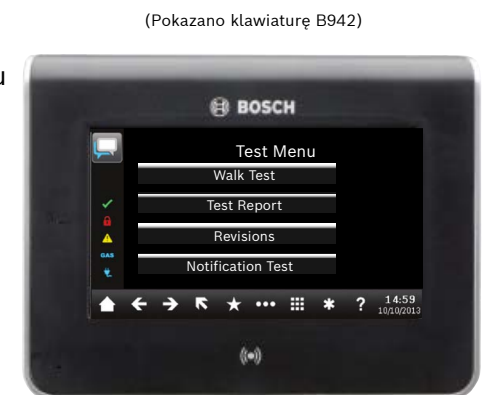 (Pokazano klawiaturę B942)
u
BOSCH
Test Menu
Walk Test
Test Report
Revisions
GAS
Notification Test
?
14:59
10/10/2013